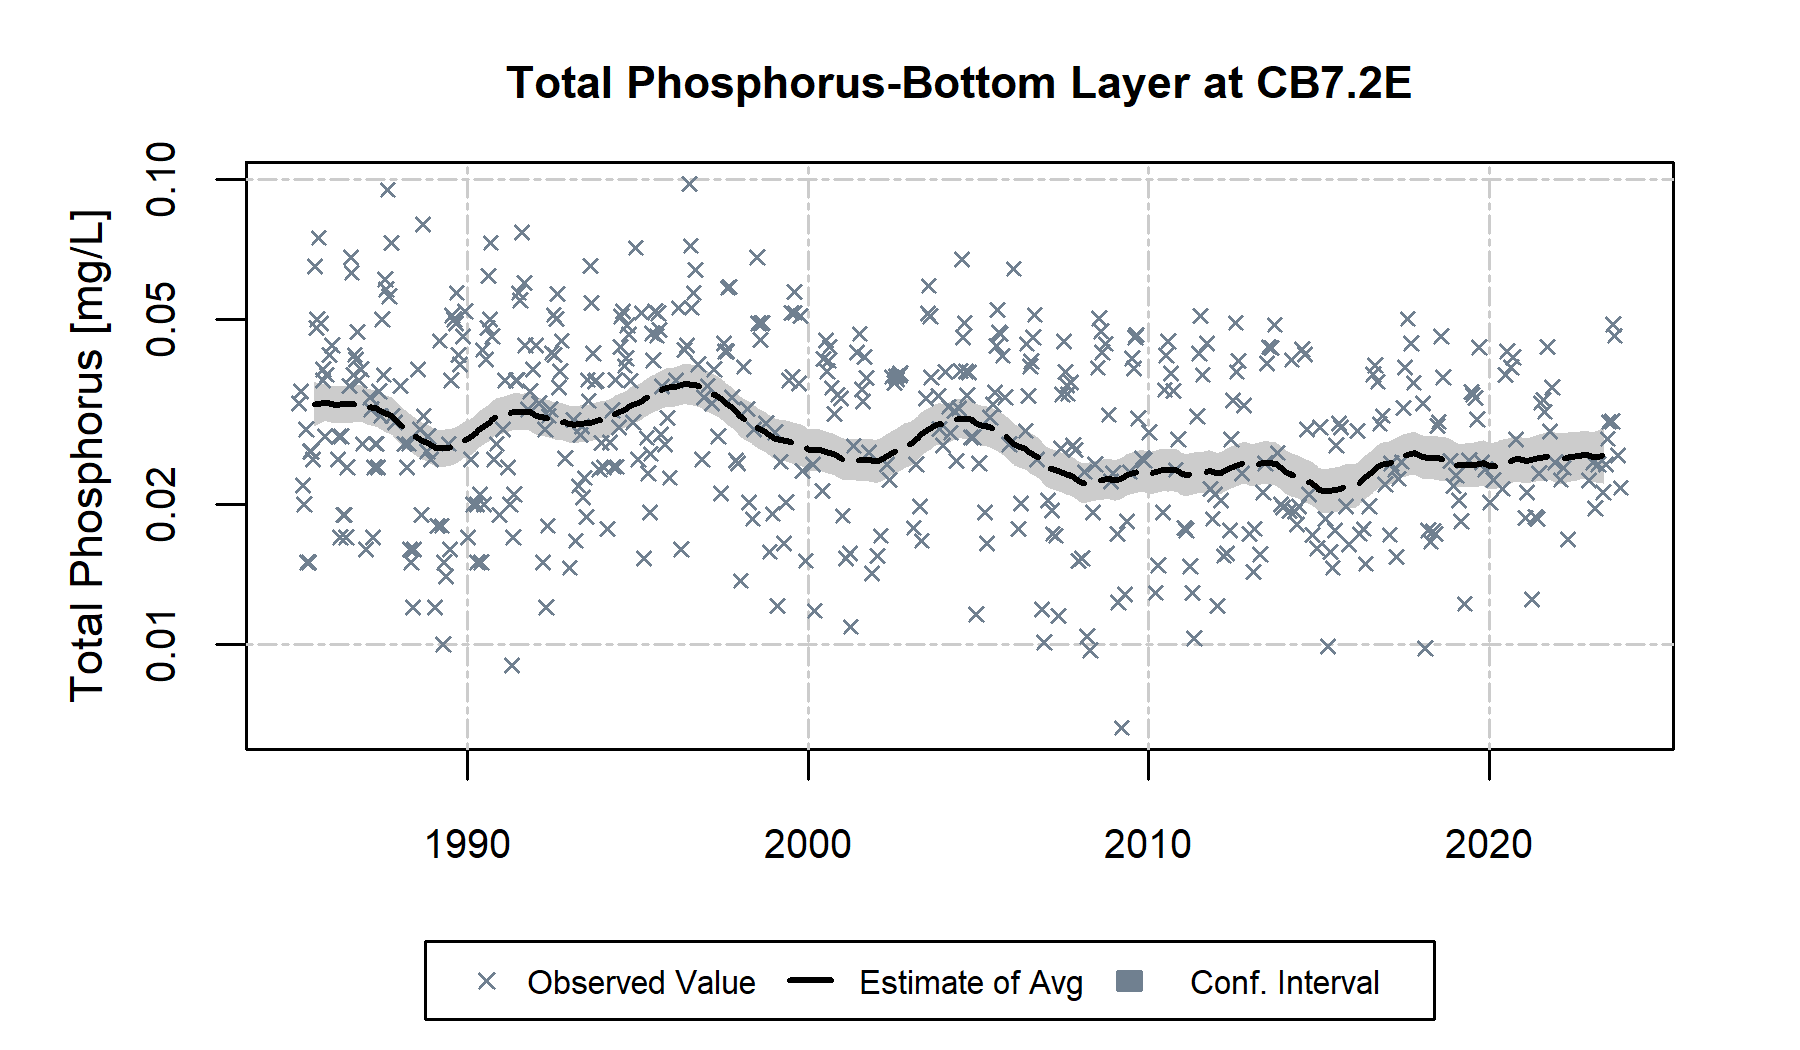 Total Phosphorus-Bottom Layer at CB7.2E
Total Phosphorus [mg/L]
0.10
0.05
0.02
0.01
1990 2000 2010 2020
Observed Value Estimate of Avg Conf. Interval